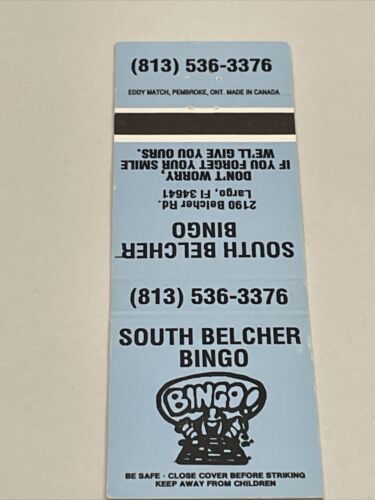 (813) 536-3376
EDDY MATCH, PEMBROKE, ONT. MADE IN CANADA
SOUTH BELCHER
BINGO
2190 Belcher Rd.
Largo, Fl 34641
DON'T WORRY,
IF YOU FORGET YOUR SMILE
WE'LL GIVE YOU OURS.
(813) 536-3376
SOUTH BELCHER
BINGO
BINGO!
BE SAFE · CLOSE COVER BEFORE STRIKING
KEEP AWAY FROM CHILDREN